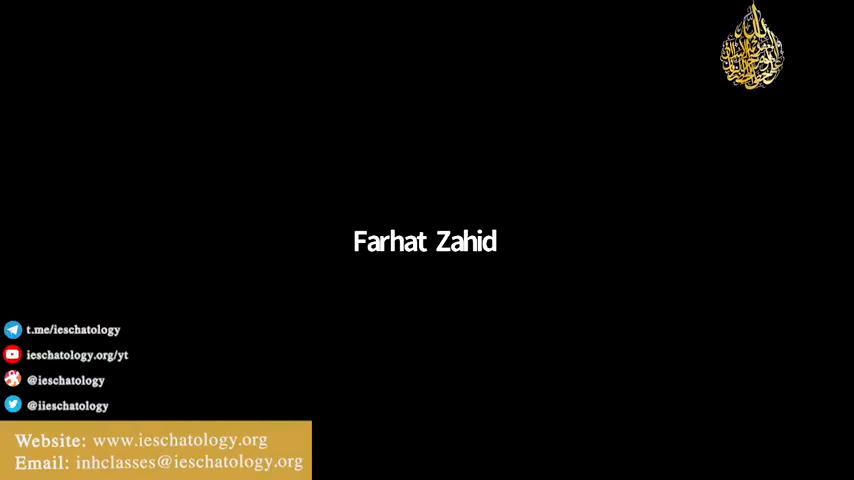 Farhat Zahid
t.me/ieschatology
ieschatology.org/yt
@ieschatology
@iieschatology
Website: www.ieschatology.org
Email: inhclasses@ieschatology.org